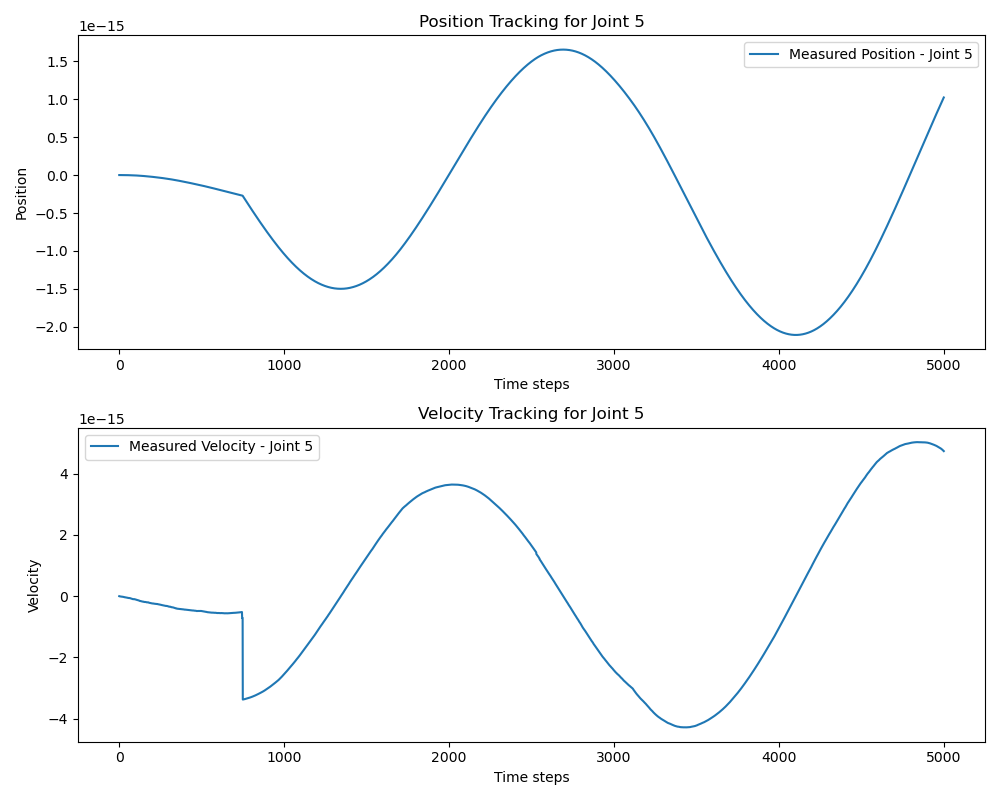 Position Tracking for Joint 5
1e−15
Measured Position - Joint 5
1.5
1.0
0.5
0.0
−0.5
−1.0
−1.5
−2.0
Position
0 1000 2000 3000 4000 5000
Time steps
Velocity Tracking for Joint 5
1e−15
Measured Velocity - Joint 5
4
2
0
−2
−4
Velocity
0 1000 2000 3000 4000 5000
Time steps